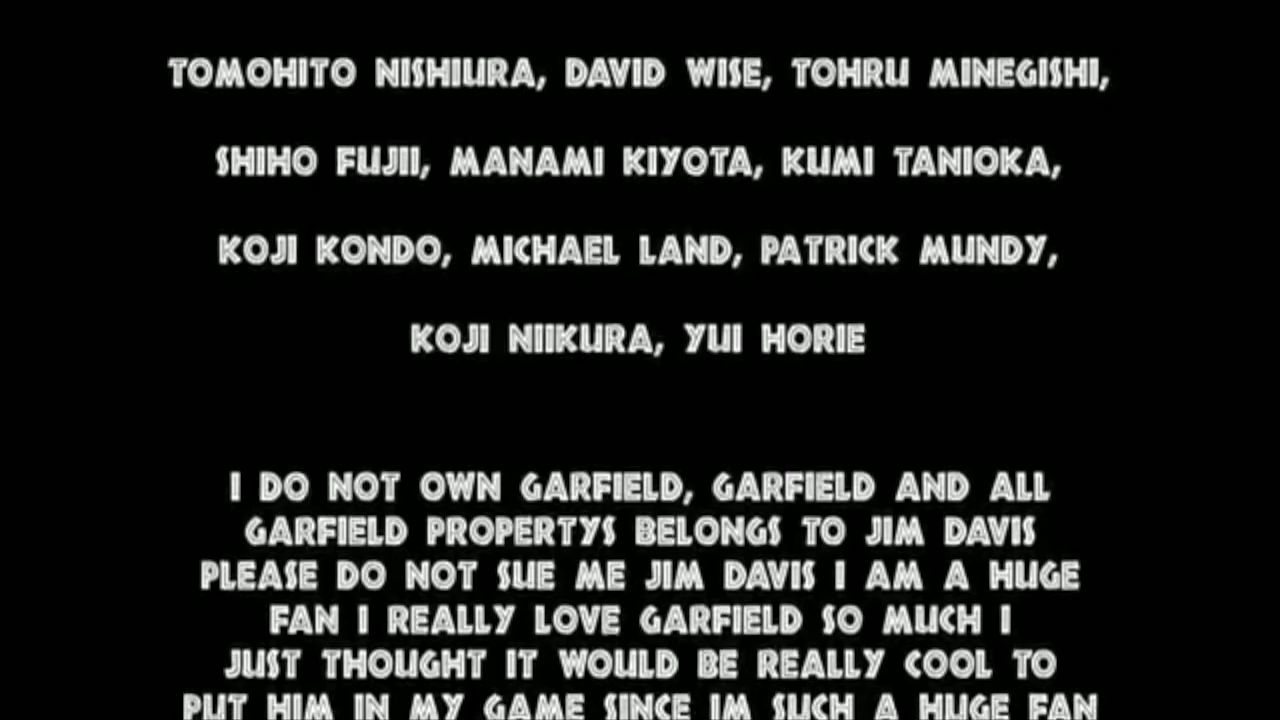 TOMOHITO NISHIURA, DAVID WISE, TOHRU MINEGISHI,
SHIHO FUJII, MANAMI KIYOTA, KUMI TANIOKA,
KOJI KONDO, MICHAEL LAND, PATRICK MUNDY,
KOJI NIIKURA, YUI HORIE
I DO NOT OWN GARFIELD, GARFIELD AND ALL
GARFIELD PROPERTYS BELONGS TO JIM DAVIS
PLEASE DO NOT SUE ME JIM DAVIS I AM A HUGE
FAN I REALLY LOVE GARFIELD SO MUCH I
JUST THOUGHT IT WOULD BE REALLY COOL TO
PUT HIM IN MY GAME SINCE IM SUCH A HUGE FAN